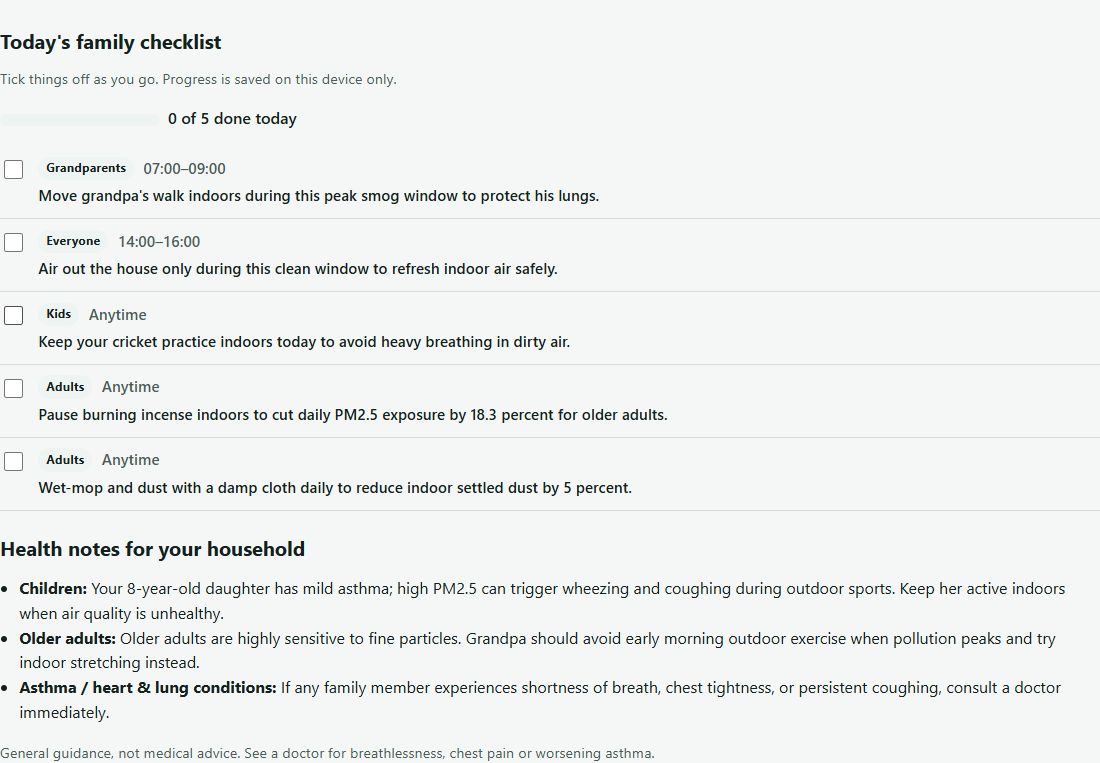 Today's family checklist
Tick things off as you go. Progress is saved on this device only.
0 of 5 done today
Grandparents 07:00–09:00
Move grandpa's walk indoors during this peak smog window to protect his lungs.
Everyone 14:00–16:00
Air out the house only during this clean window to refresh indoor air safely.
Kids Anytime
Keep your cricket practice indoors today to avoid heavy breathing in dirty air.
Adults Anytime
Pause burning incense indoors to cut daily PM2.5 exposure by 18.3 percent for older adults.
Adults Anytime
Wet-mop and dust with a damp cloth daily to reduce indoor settled dust by 5 percent.
Health notes for your household
• Children: Your 8-year-old daughter has mild asthma; high PM2.5 can trigger wheezing and coughing during outdoor sports. Keep her active indoors
when air quality is unhealthy.
• Older adults: Older adults are highly sensitive to fine particles. Grandpa should avoid early morning outdoor exercise when pollution peaks and try
indoor stretching instead.
• Asthma / heart & lung conditions: If any family member experiences shortness of breath, chest tightness, or persistent coughing, consult a doctor
immediately.
General guidance, not medical advice. See a doctor for breathlessness, chest pain or worsening asthma.